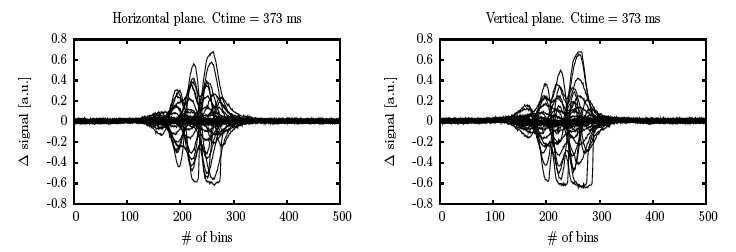 Horizontal plane. Ctime = 373 ms
0.8
0.6
0.4
0.2
0
-0.2
-0.4
-0.6
-0.8
Δ signal [a.u.]
0 100 200 300 400 500
# of bins
Vertical plane. Ctime = 373 ms
0.8
0.6
0.4
0.2
0
-0.2
-0.4
-0.6
-0.8
Δ signal [a.u.]
0 100 200 300 400 500
# of bins